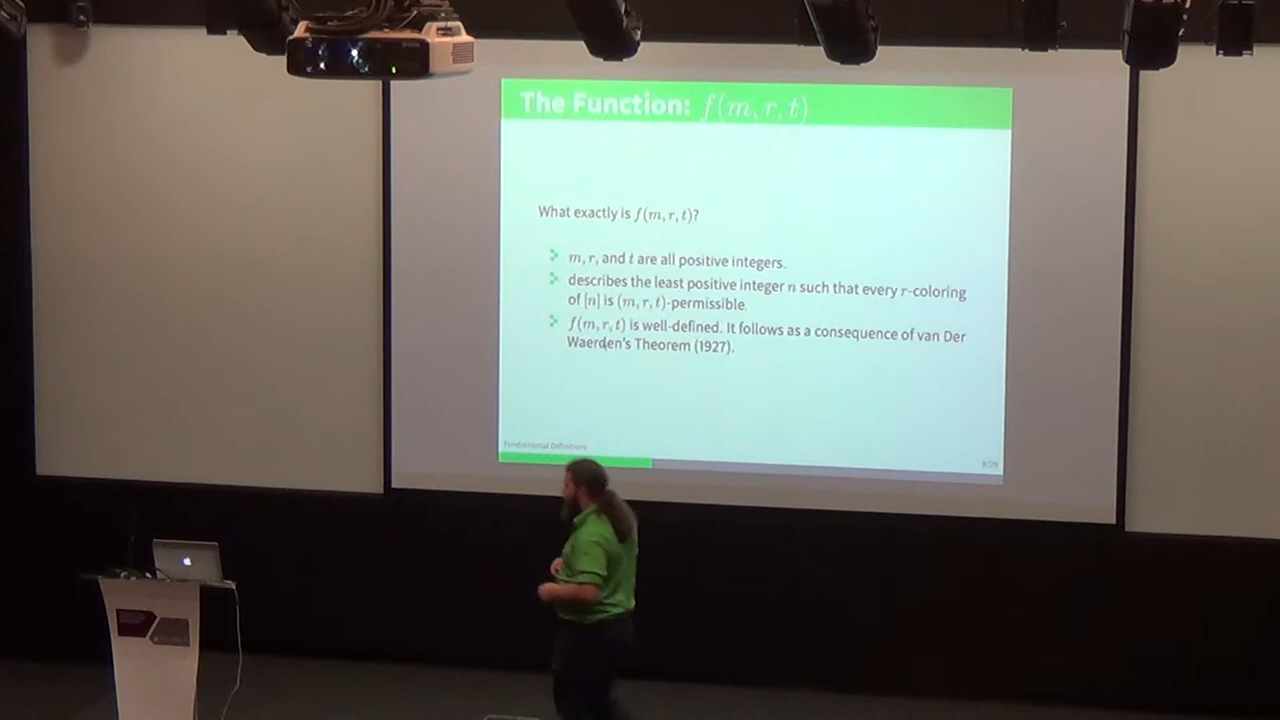 The Function: f(m, r, t)
What exactly is f(m, r, t)?
m, r, and t are all positive integers.
describes the least positive integer n such that every r-coloring
of [n] is (m, r, t)-permissible.
f(m, r, t) is well-defined. It follows as a consequence of van Der
Waerden's Theorem (1927).
Fundamental Definitions